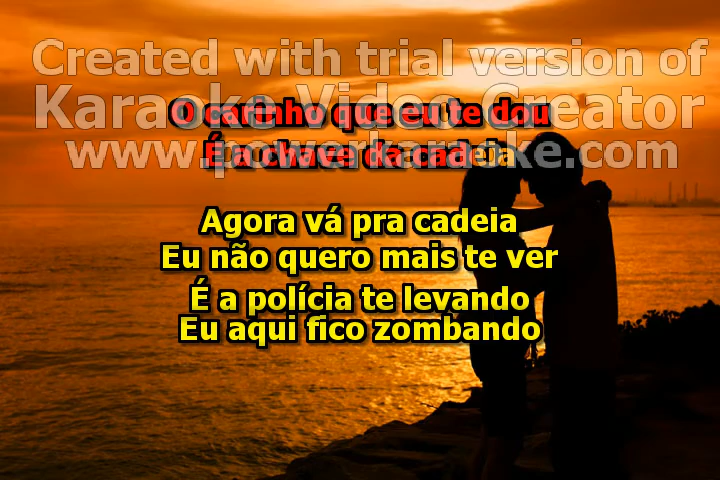 Created with trial version of
Karaoke Video Creator
www.powerkaraoke.com
O carinho que eu te dou
É a chave da cadeia
Agora vá pra cadeia
Eu não quero mais te ver
É a polícia te levando
Eu aqui fico zombando